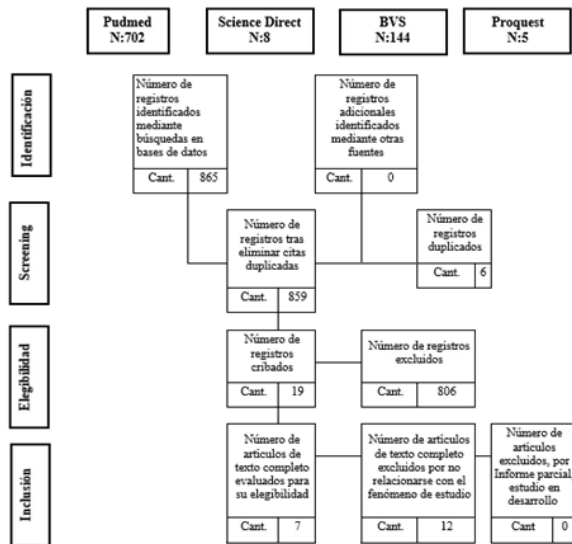 Pudmed
N:702
Science Direct
N:8
BVS
N:144
Proquest
N:5
Identificación
Número de
registros
identificados
mediante
búsquedas en
bases de datos
Cant. 865
Número de
registros
adicionales
identificados
mediante otras
fuentes
Cant. 0
Screening
Número de
registros tras
eliminar citas
duplicadas
Cant. 859
Número de
registros
duplicados
Cant. 6
Elegibilidad
Número de
registros
cribados
Cant. 19
Número de registros
excluidos
Cant. 806
Inclusión
Número de
artículos de
texto completo
evaluados para
su elegibilidad
Cant. 7
Número de artículos
de texto completo
excluidos por no
relacionarse con el
fenómeno de estudio
Cant. 12
Número de
artículos
excluidos, por
Informe parcial,
estudio en
desarrollo
Cant 0